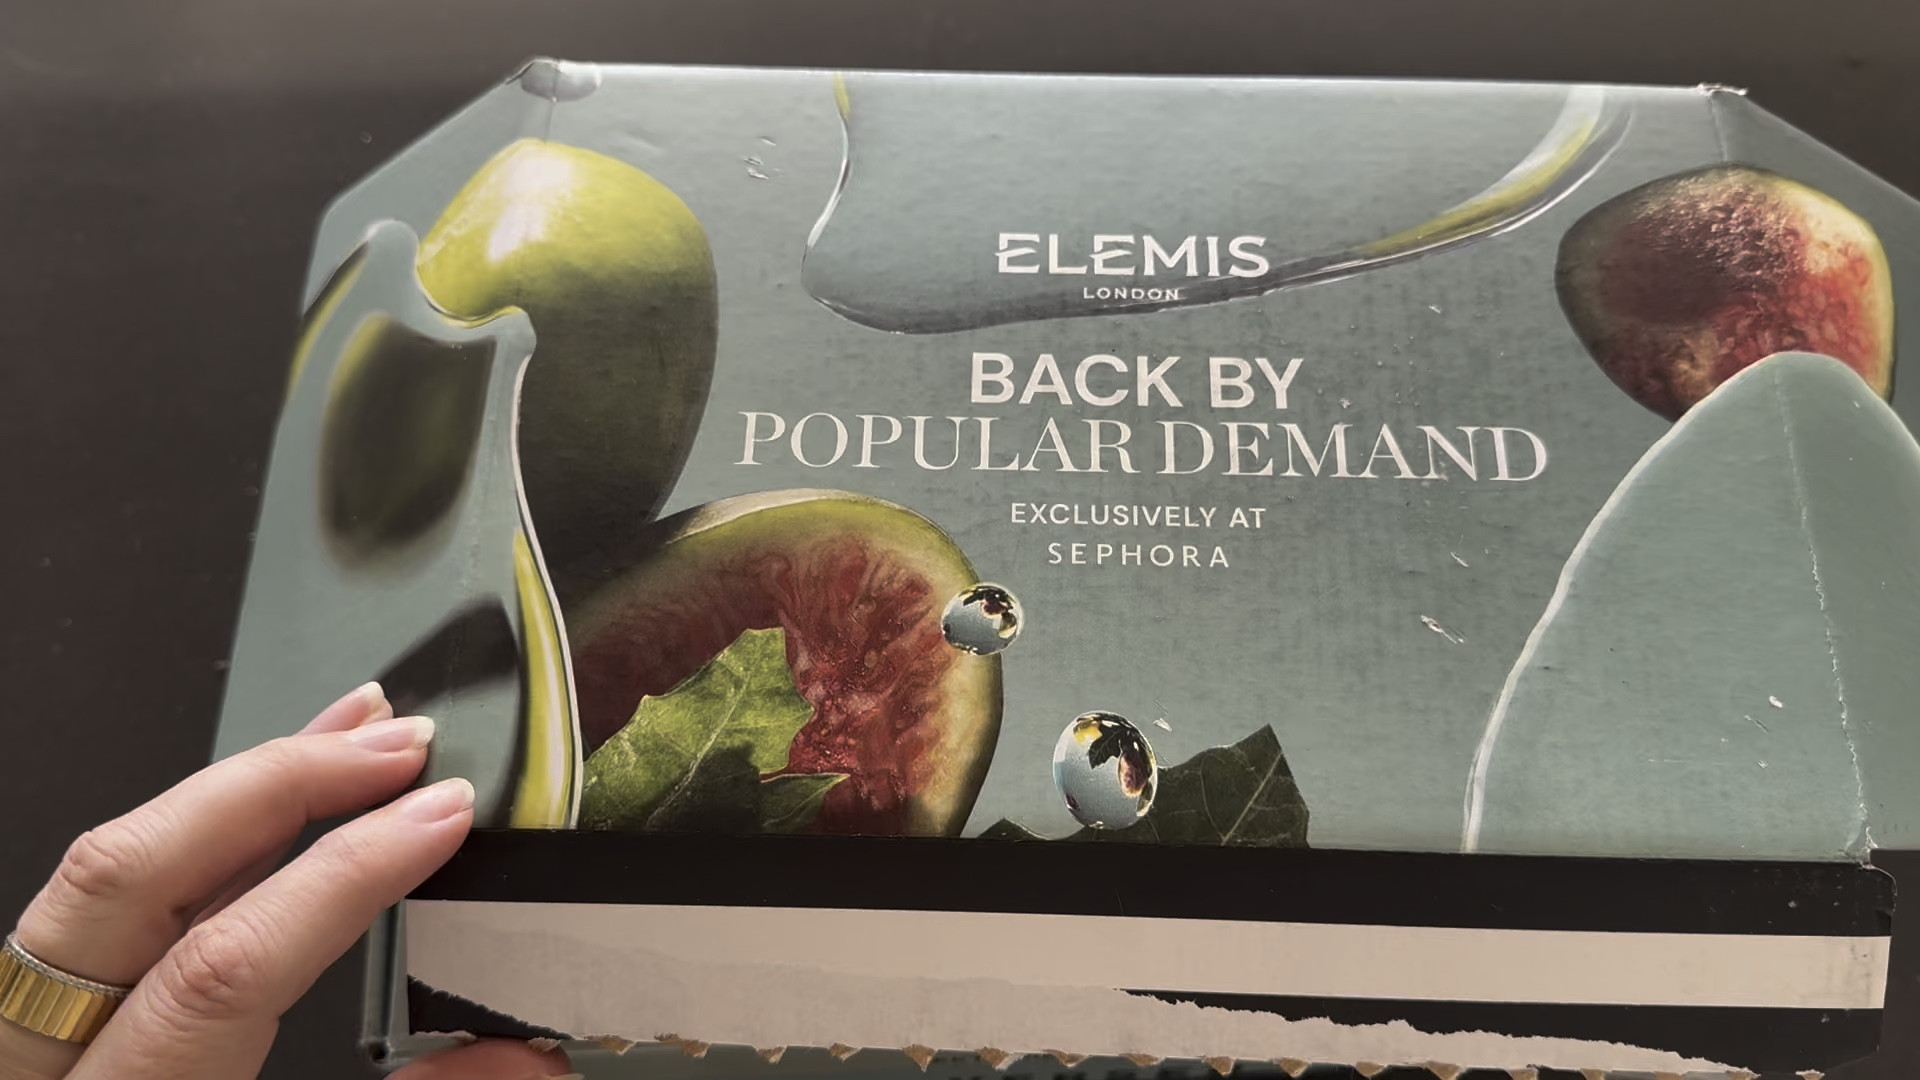 ELEMIS
LONDON
BACK BY
POPULAR DEMAND
EXCLUSIVELY AT
SEPHORA